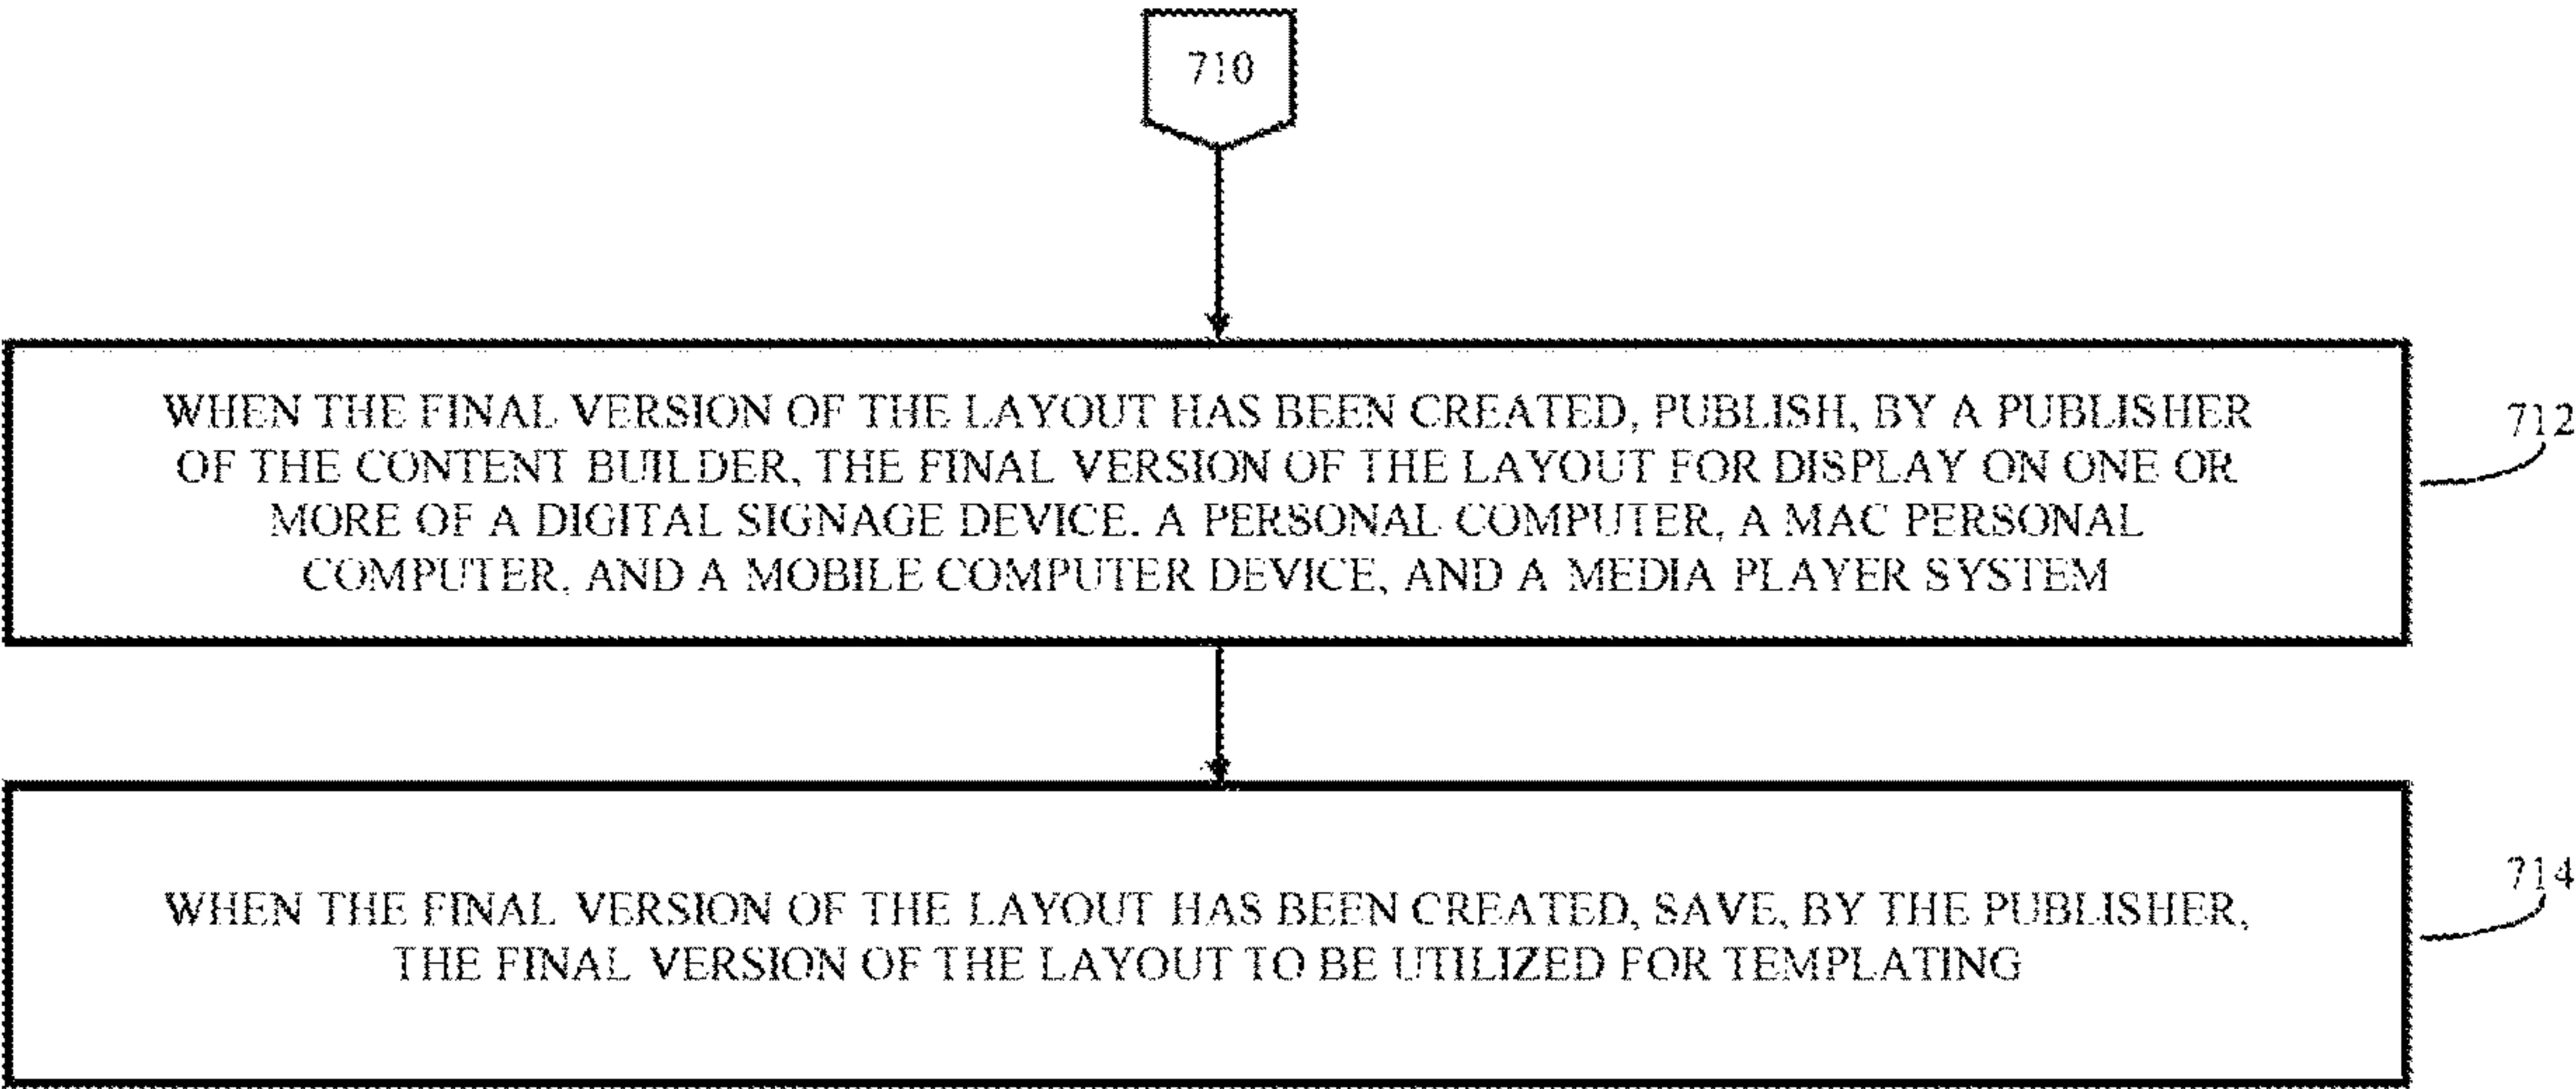 710
WHEN THE FINAL VERSION OF THE LAYOUT HAS BEEN CREATED, PUBLISH, BY A PUBLISHER
OF THE CONTENT BUILDER, THE FINAL VERSION OF THE LAYOUT FOR DISPLAY ON ONE OR
MORE OF A DIGITAL SIGNAGE DEVICE, A PERSONAL COMPUTER, A MAC PERSONAL
COMPUTER, AND A MOBILE COMPUTER DEVICE, AND A MEDIA PLAYER SYSTEM
712
WHEN THE FINAL VERSION OF THE LAYOUT HAS BEEN CREATED, SAVE, BY THE PUBLISHER,
THE FINAL VERSION OF THE LAYOUT TO BE UTILIZED FOR TEMPLATING
714